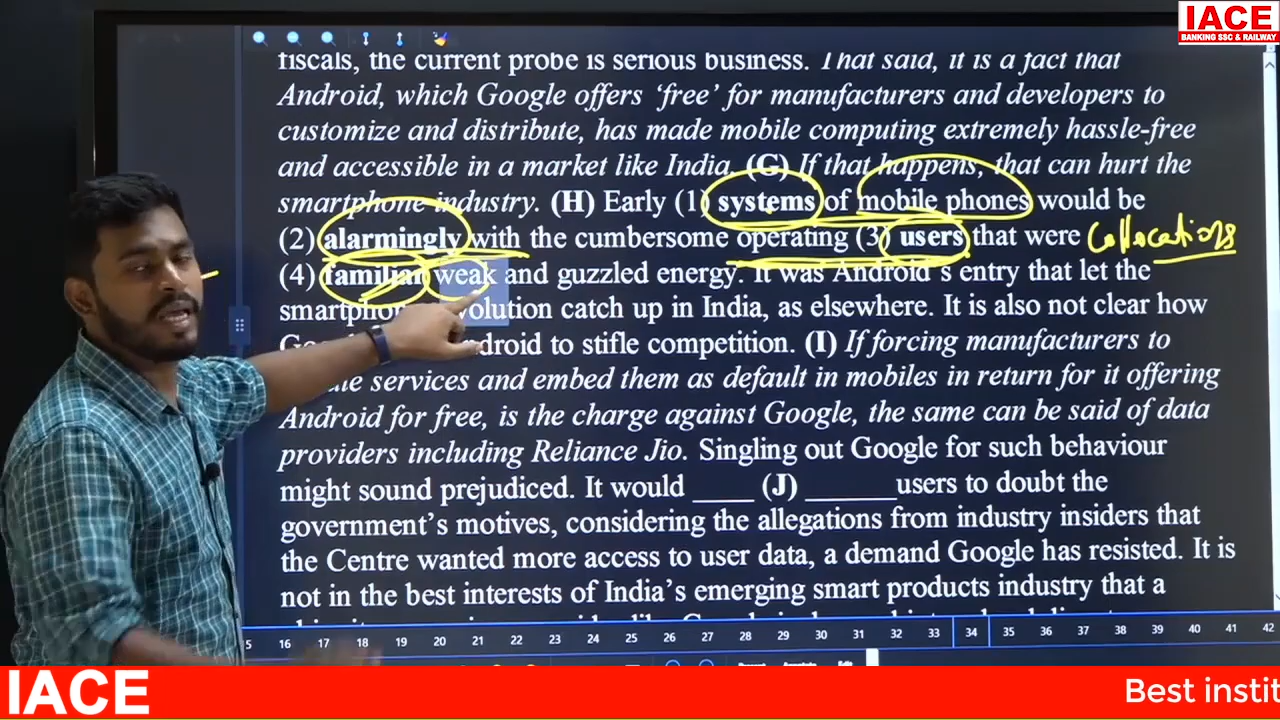 IACE
BANKING SSC & RAILWAY
fiscals, the current probe is serious business. That said, it is a fact that
Android, which Google offers ‘free’ for manufacturers and developers to
customize and distribute, has made mobile computing extremely hassle-free
and accessible in a market like India. (G) If that happens, that can hurt the
smartphone industry. (H) Early (1) systems of mobile phones would be
(2) alarmingly with the cumbersome operating (3) users that were collocations
(4) familiar weak and guzzled energy. It was Android's entry that let the
smartphone evolution catch up in India, as elsewhere. It is also not clear how
droid to stifle competition. (I) If forcing manufacturers to
services and embed them as default in mobiles in return for it offering
Android for free, is the charge against Google, the same can be said of data
providers including Reliance Jio. Singling out Google for such behaviour
might sound prejudiced. It would ____ (J) ______users to doubt the
government’s motives, considering the allegations from industry insiders that
the Centre wanted more access to user data, a demand Google has resisted. It is
not in the best interests of India’s emerging smart products industry that a
5 16 17 18 19 20 21 22 23 24 25 26 27 28 29 30 31 32 33 34 35 36 37 38 39 40 41 42
IACE
Best instit